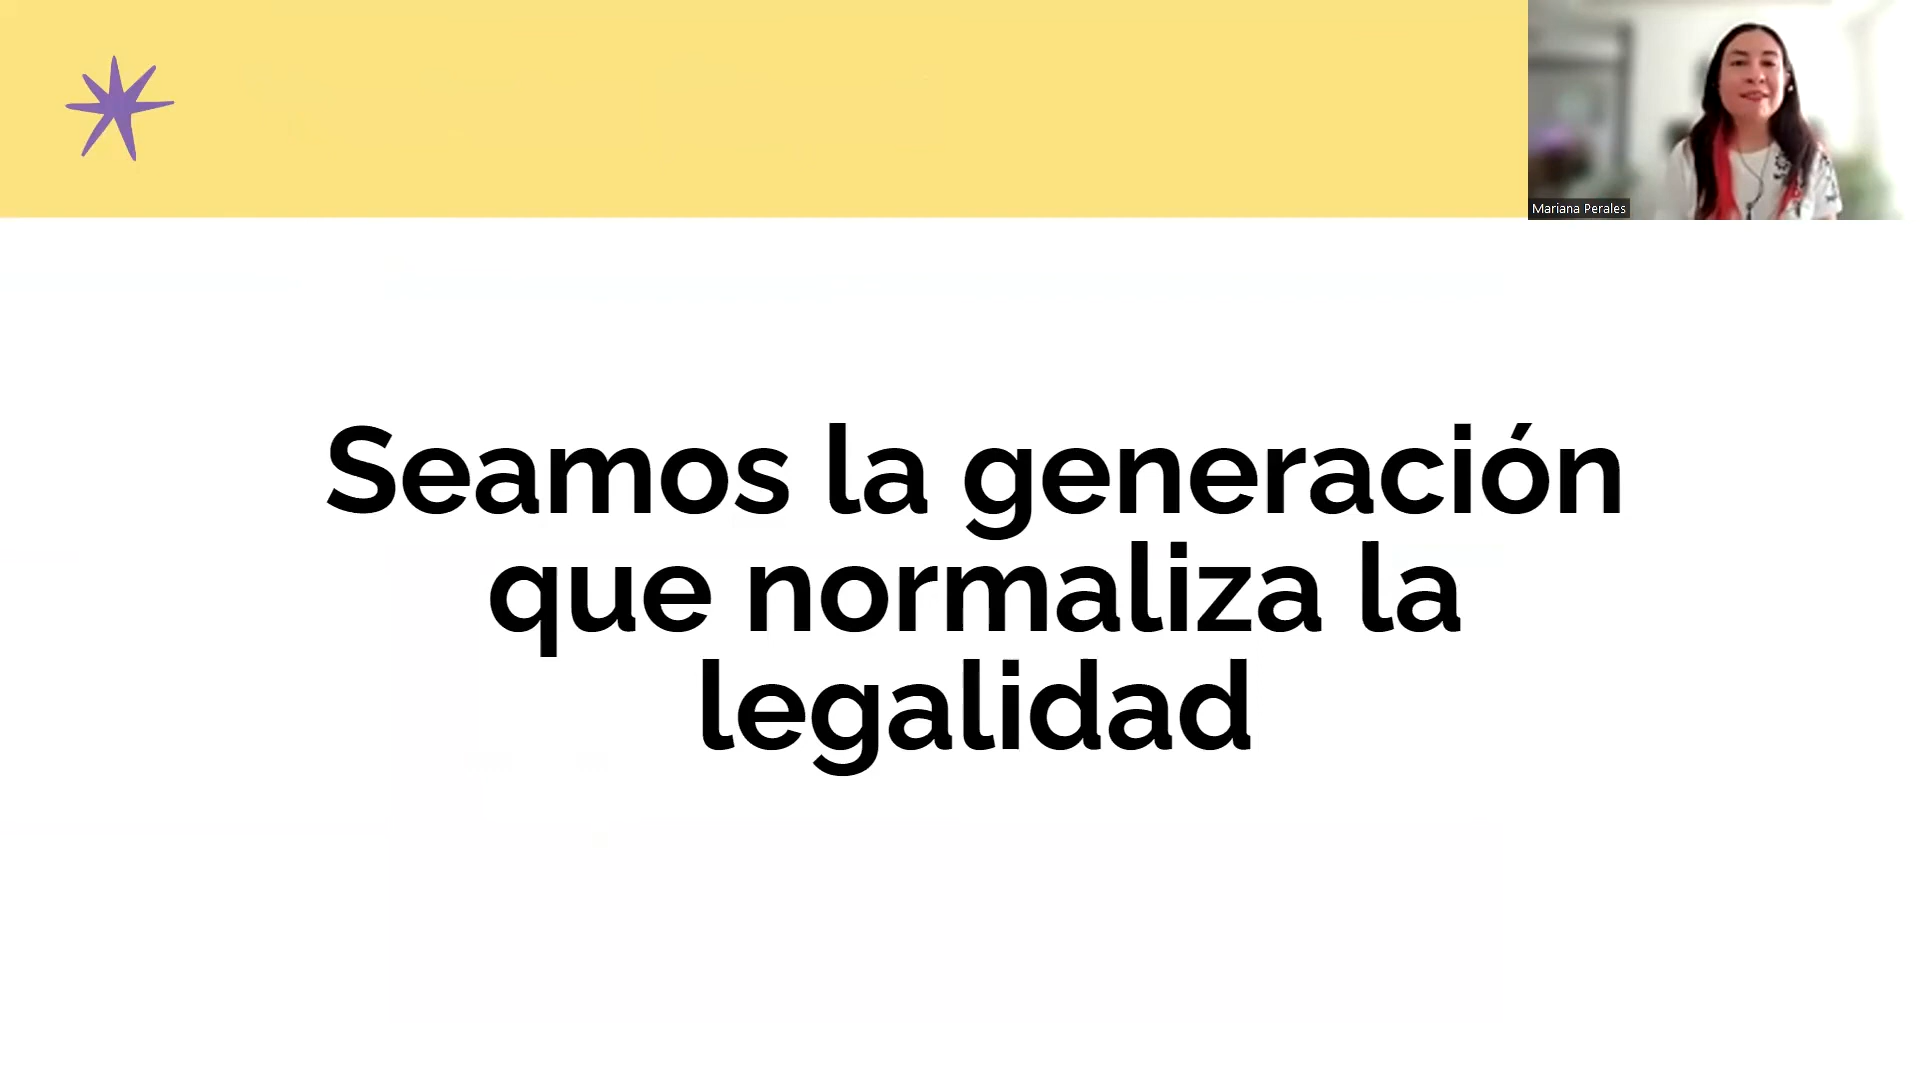 Mariana Perales
Seamos la generación
que normaliza la
legalidad